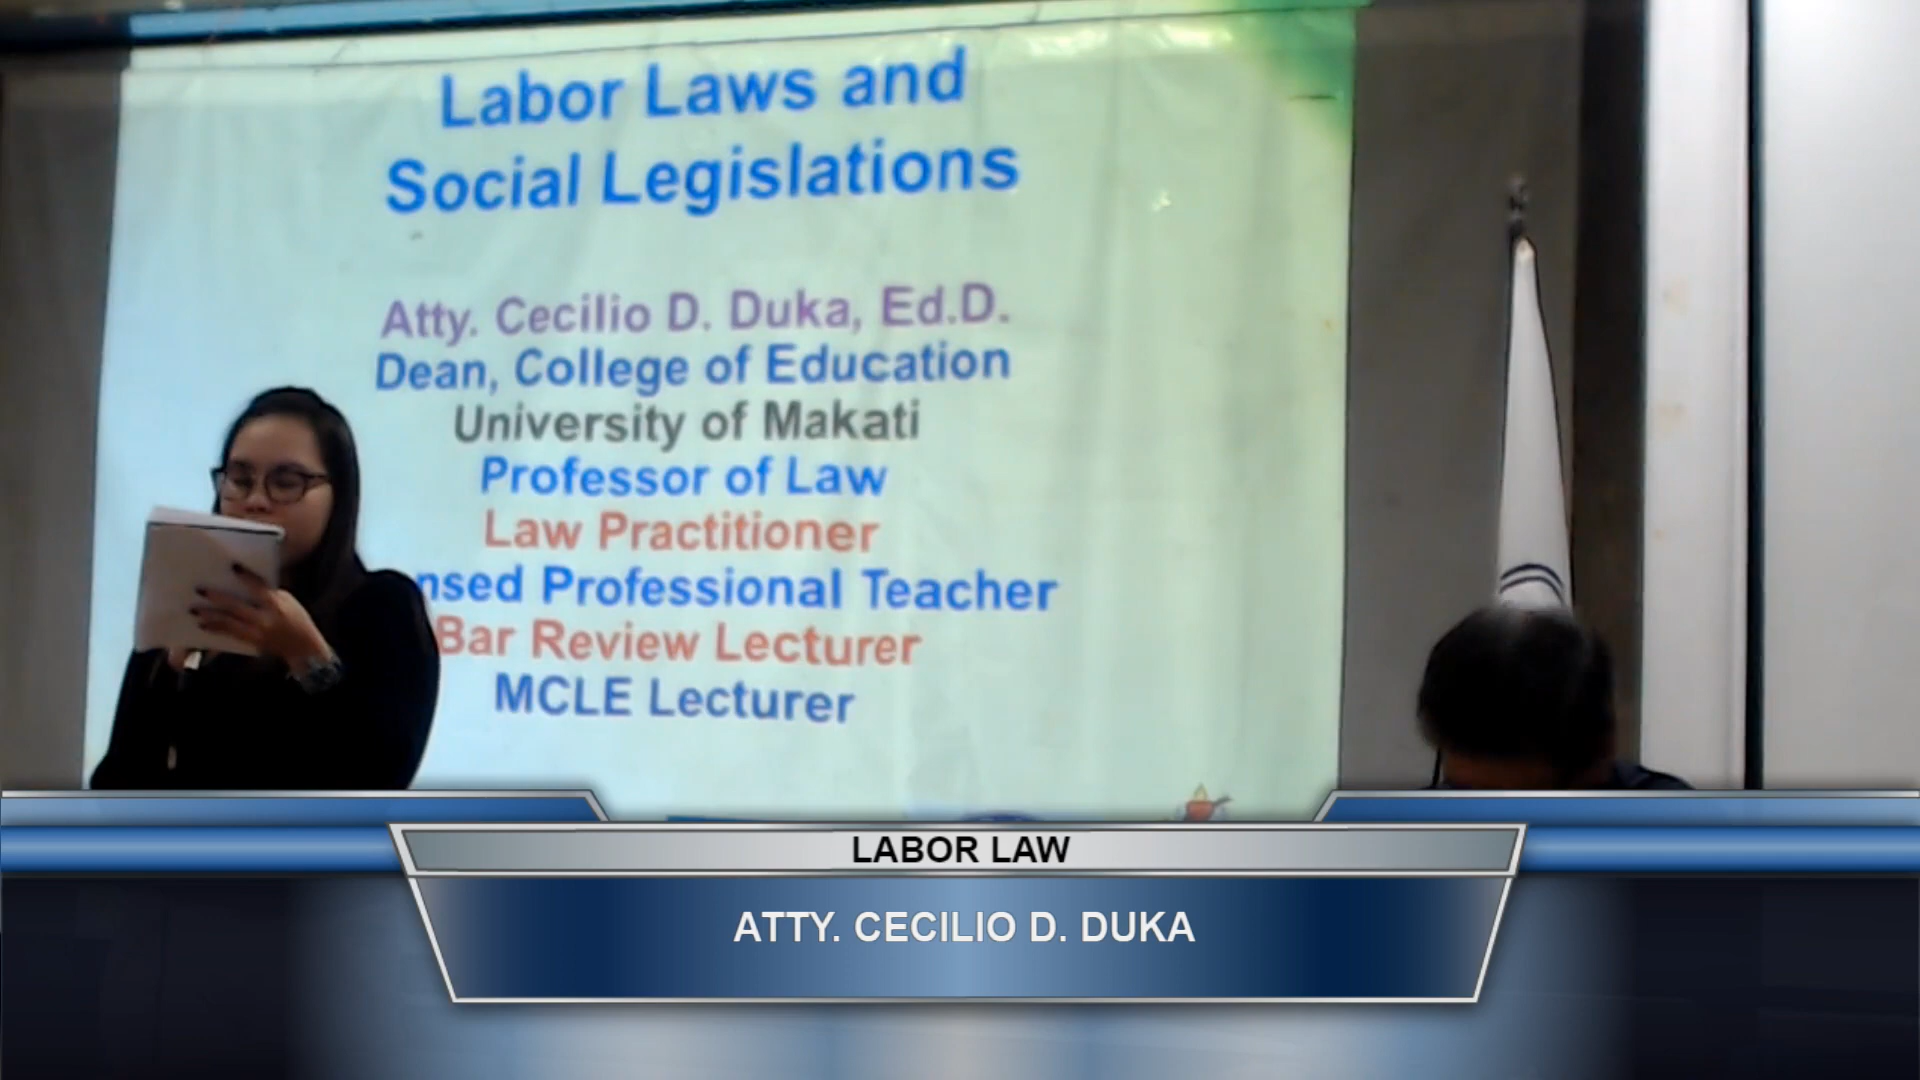 Labor Laws and
Social Legislations
Atty. Cecilio D. Duka, Ed.D.
Dean, College of Education
University of Makati
Professor of Law
Law Practitioner
nsed Professional Teacher
Bar Review Lecturer
MCLE Lecturer
LABOR LAW
ATTY. CECILIO D. DUKA